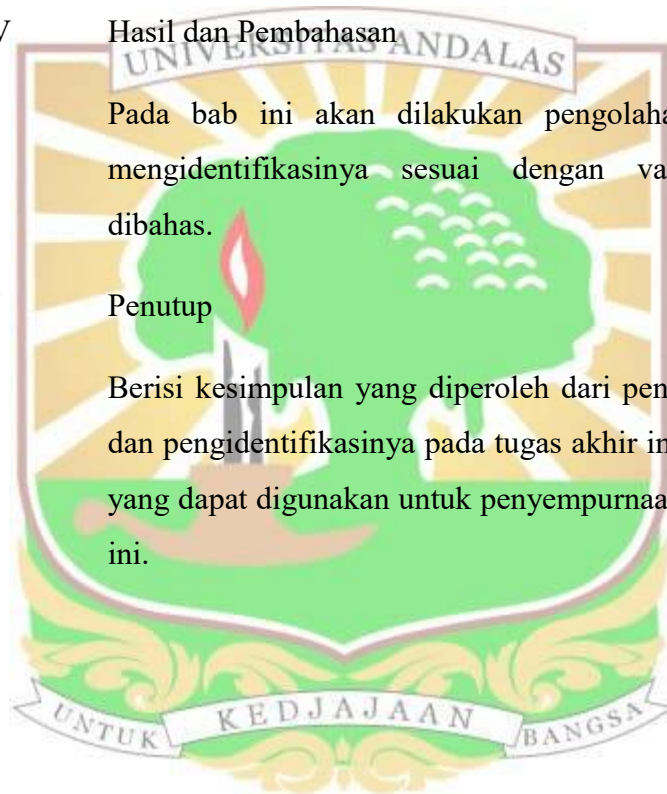 V Hasil dan Pembahasan
UNIVERSITAS ANDALAS
Pada bab ini akan dilakukan pengolaha
mengidentifikasinya sesuai dengan va
dibahas.
Penutup
Berisi kesimpulan yang diperoleh dari pen
dan pengidentifikasinya pada tugas akhir in
yang dapat digunakan untuk penyempurnaa
ini.
UNTUK KEDJAJAAN BANGSA